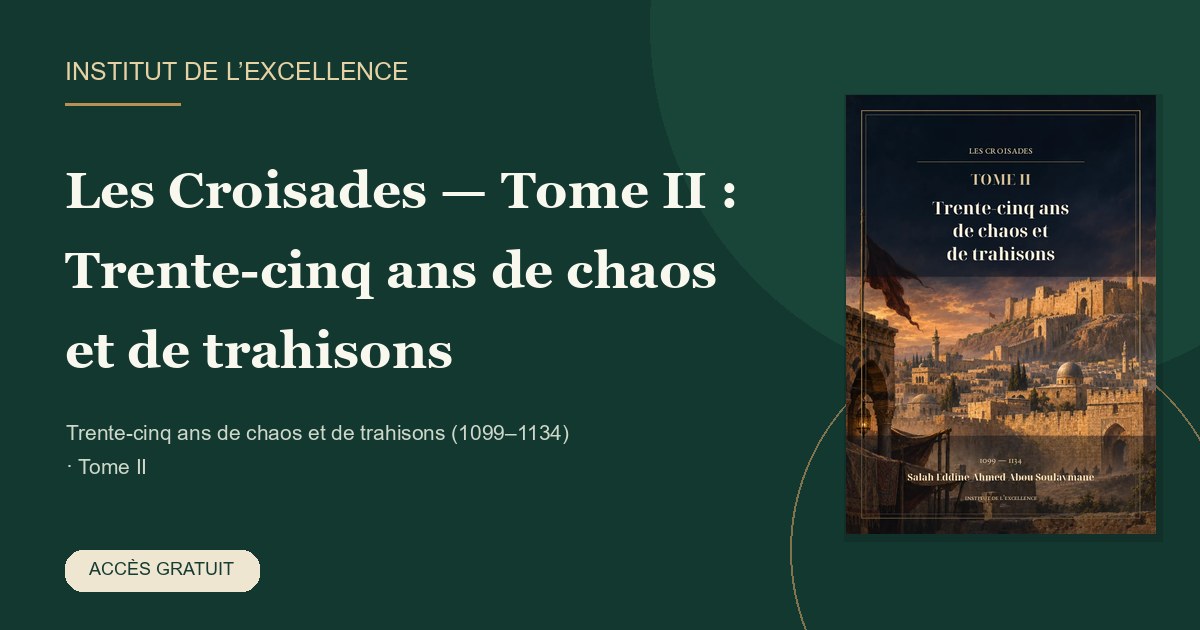 INSTITUT DE L’EXCELLENCE
Les Croisades — Tome II :
Trente-cinq ans de chaos
et de trahisons
Trente-cinq ans de chaos et de trahisons (1099–1134)
· Tome II
ACCÈS GRATUIT
LES CROISADES
TOME II
Trente-cinq ans
de chaos et
de trahisons
1099 — 1134
Salah Eddine Ahmed Abou Soulaymane
INSTITUT DE L’EXCELLENCE